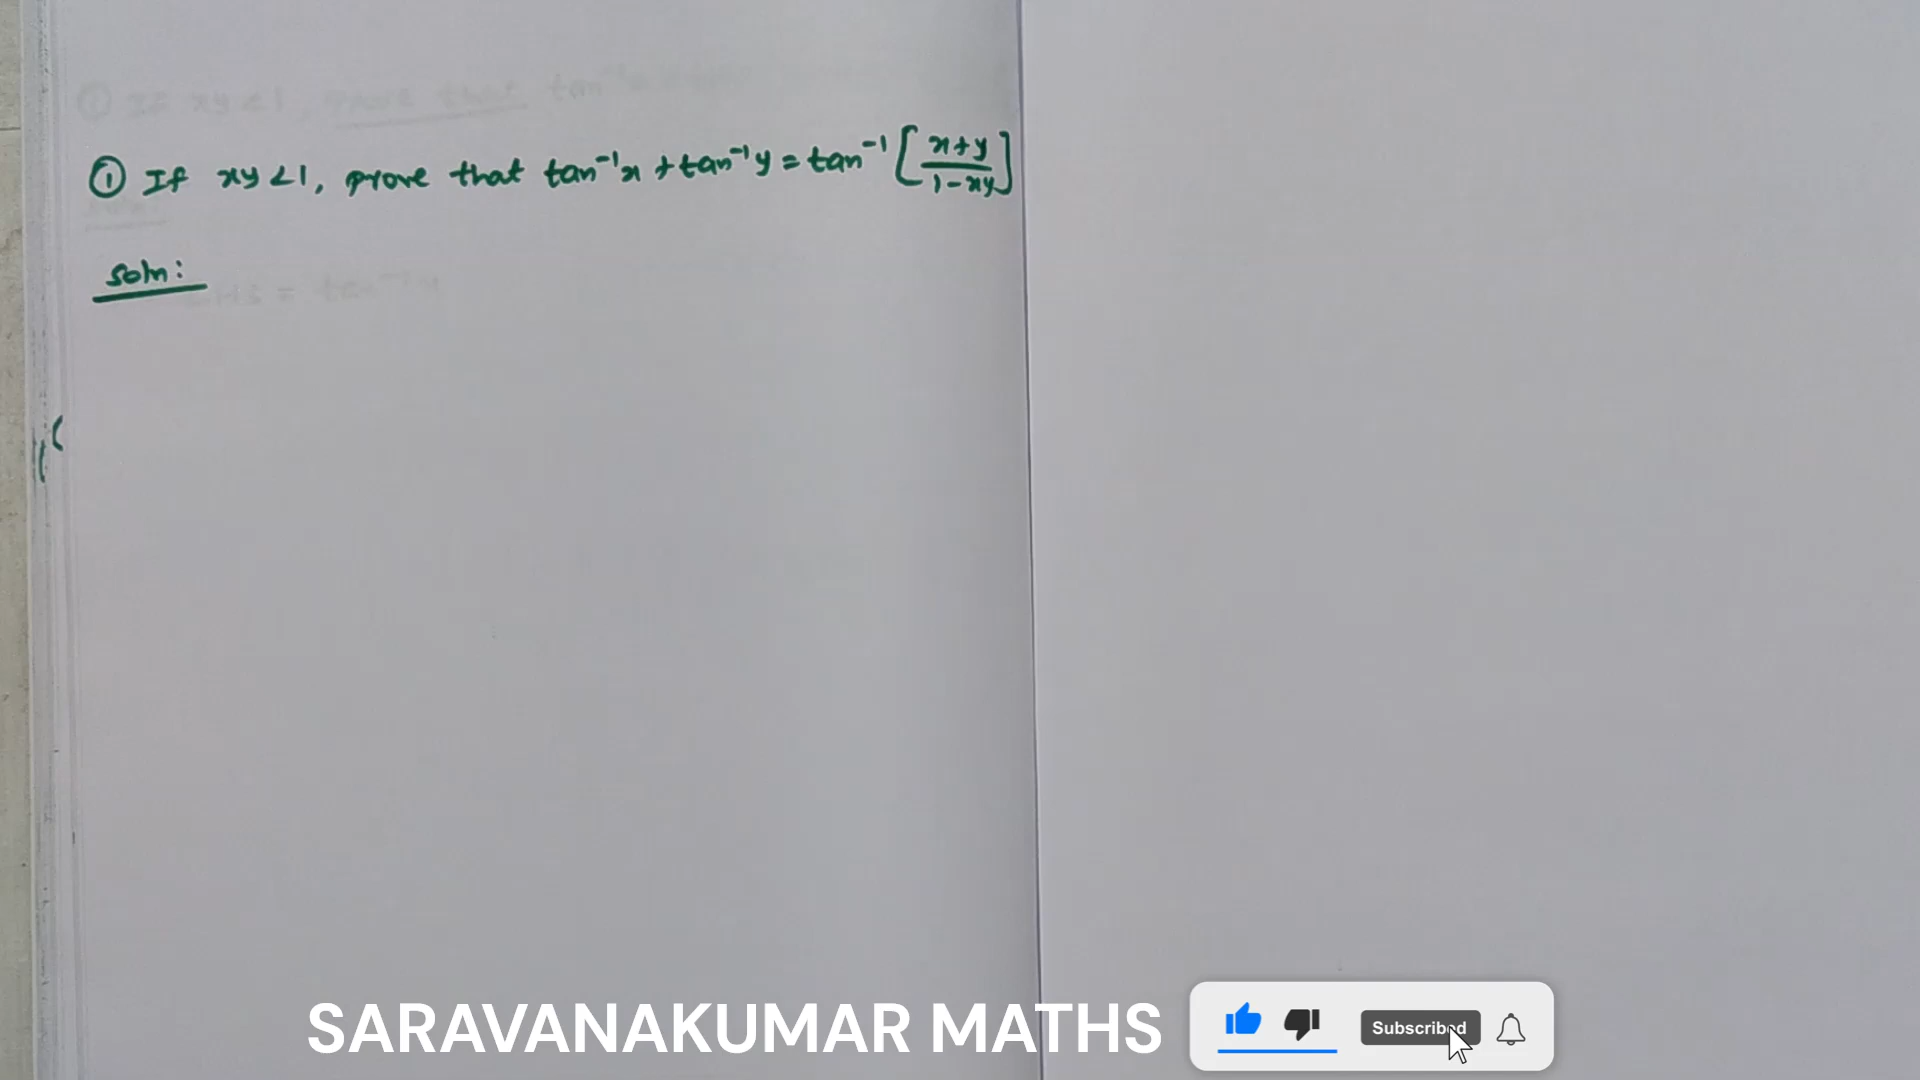 ① If xy<1, prove that tan⁻¹x + tan⁻¹y = tan⁻¹ [x+y / 1-xy]
Soln:
SARAVANAKUMAR MATHS
Subscribed